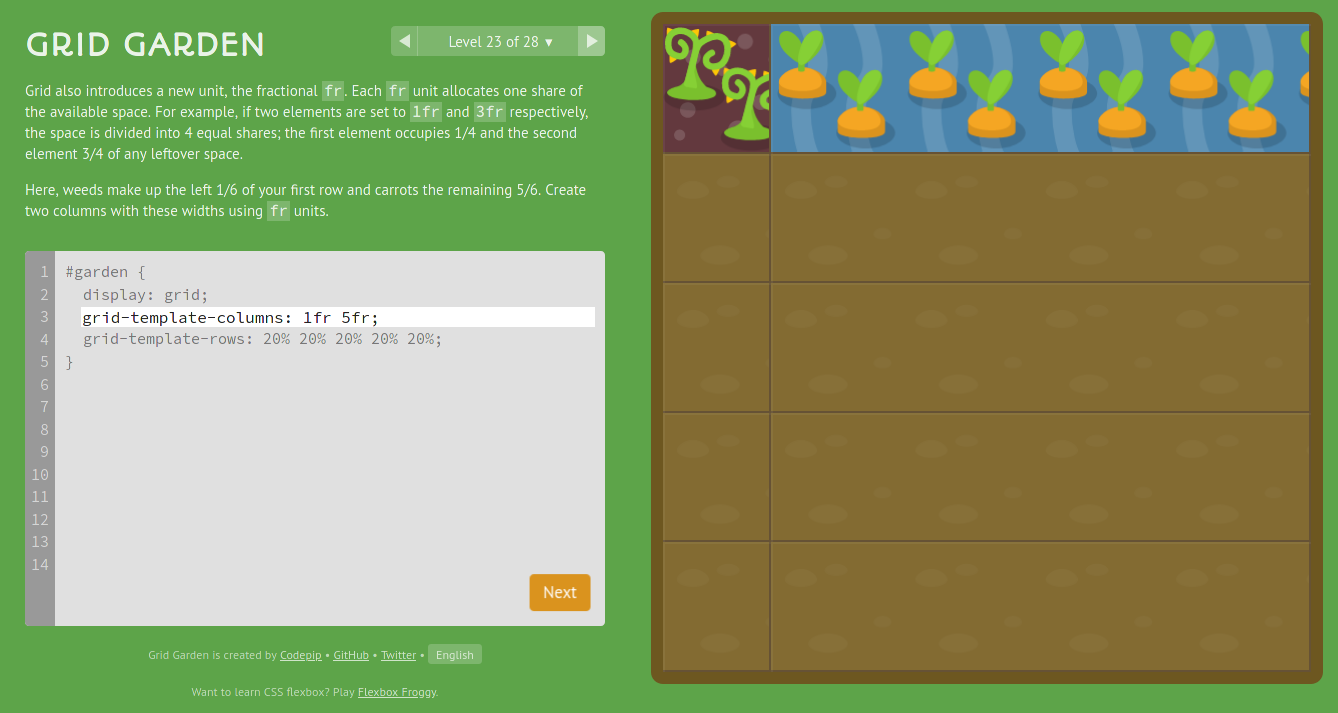 GRID GARDEN
◀ Level 23 of 28 ▾ ▶
Grid also introduces a new unit, the fractional fr. Each fr unit allocates one share of
the available space. For example, if two elements are set to 1fr and 3fr respectively,
the space is divided into 4 equal shares; the first element occupies 1/4 and the second
element 3/4 of any leftover space.
Here, weeds make up the left 1/6 of your first row and carrots the remaining 5/6. Create
two columns with these widths using fr units.
1 #garden {
2 display: grid;
3 grid-template-columns: 1fr 5fr;
4 grid-template-rows: 20% 20% 20% 20% 20%;
5 }
6
7
8
9
10
11
12
13
14
Next
Grid Garden is created by Codepip • GitHub • Twitter • English
Want to learn CSS flexbox? Play Flexbox Froggy.